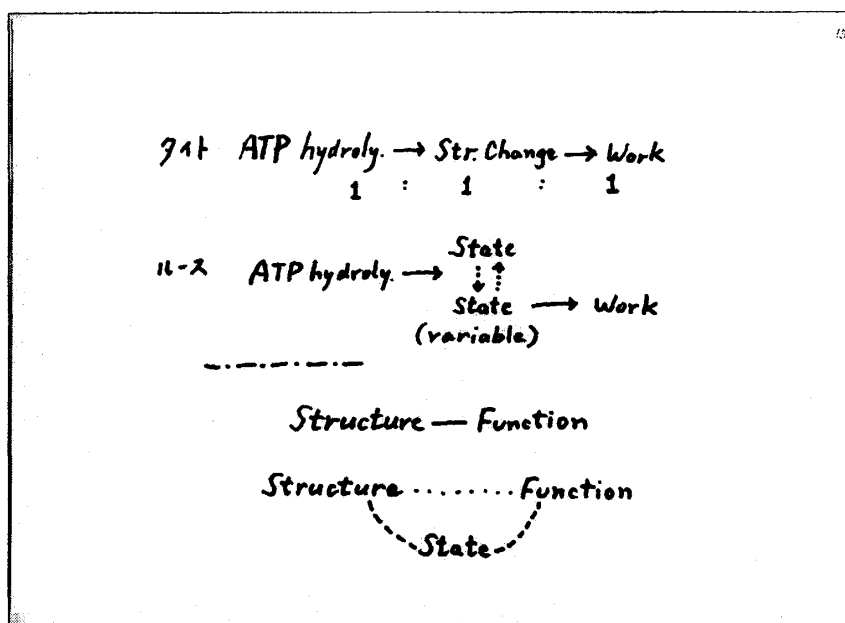 タイト ATP hydroly. → Str. Change → Work
1 : 1 : 1
State
ルース ATP hydroly. →
State → Work
(variable)
Structure — Function
Structure ........ Function
State